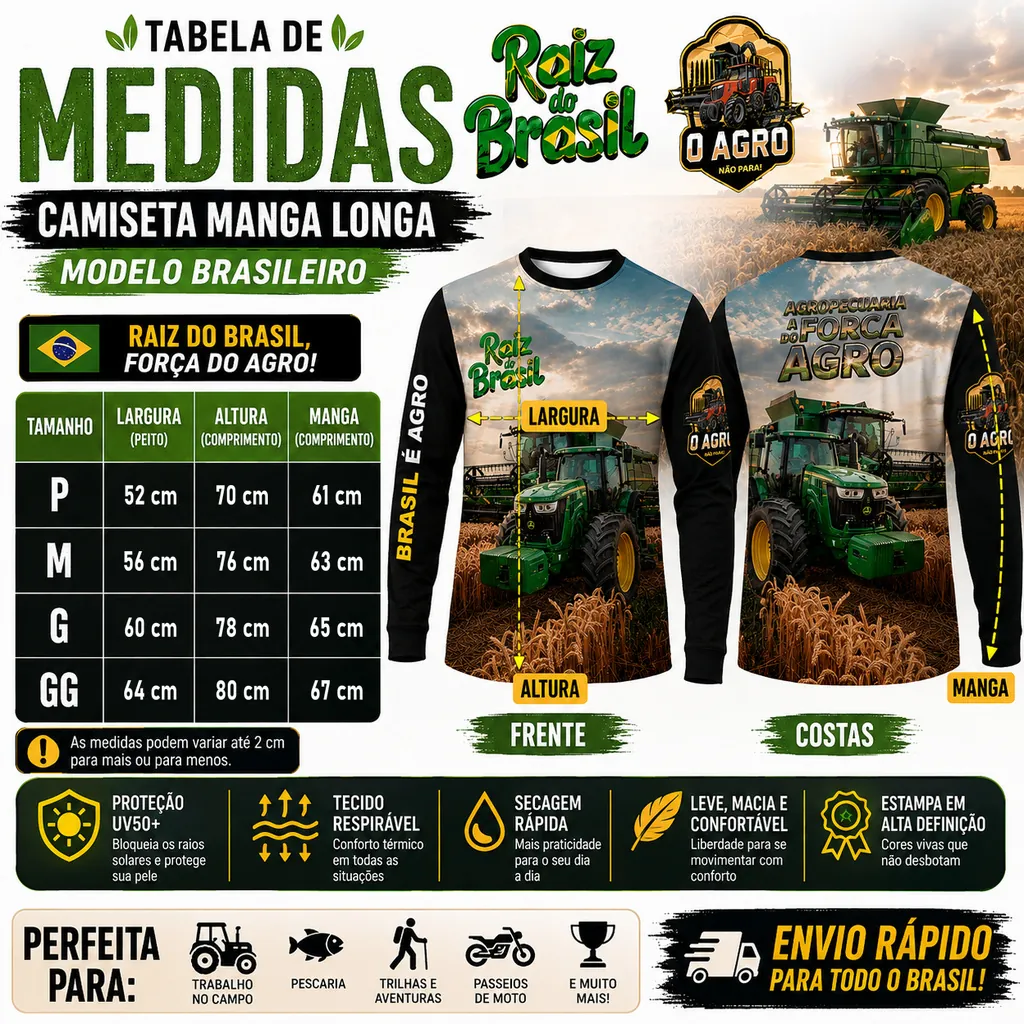 TABELA DE
MEDIDAS
CAMISETA MANGA LONGA
MODELO BRASILEIRO
Raiz
do
Brasil
O AGRO
NÃO PARA!
RAIZ DO BRASIL,
FORÇA DO AGRO!
TAMANHO
LARGURA
(PEITO)
ALTURA
(COMPRIMENTO)
MANGA
(COMPRIMENTO)
P 52 cm 70 cm 61 cm
M 56 cm 76 cm 63 cm
G 60 cm 78 cm 65 cm
GG 64 cm 80 cm 67 cm
As medidas podem variar até 2 cm
para mais ou para menos.
BRASIL É AGRO
Raiz
do
Brasil
LARGURA
ALTURA
O AGRO
NÃO PARA!
AGROPECUARIA
A
DO FORCA
AGRO
O AGRO
NÃO PARA!
MANGA
FRENTE
COSTAS
PROTEÇÃO
UV50+
Bloqueia os raios
solares e protege
sua pele
TECIDO
RESPIRÁVEL
Conforto térmico
em todas as
situações
SECAGEM
RÁPIDA
Mais praticidade
para o seu dia
a dia
LEVE, MACIA E
CONFORTÁVEL
Liberdade para se
movimentar com
conforto
ESTAMPA EM
ALTA DEFINIÇÃO
Cores vivas que
não desbotam
PERFEITA
PARA:
TRABALHO
NO CAMPO
PESCARIA
TRILHAS E
AVENTURAS
PASSEIOS
DE MOTO
E MUITO
MAIS!
ENVIO RÁPIDO
PARA TODO O BRASIL!